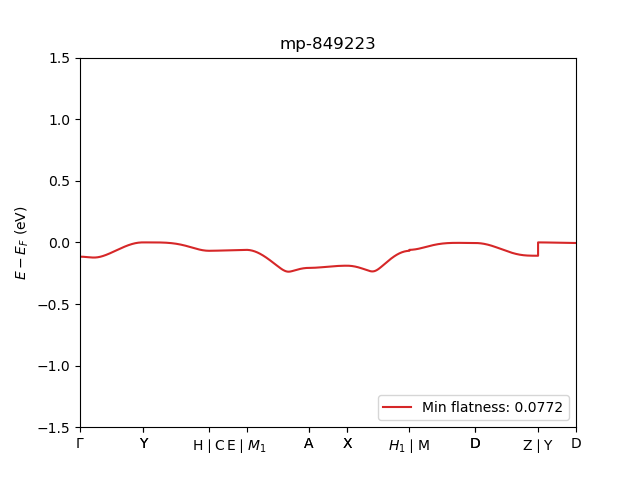 mp-849223
1.5
1.0
0.5
0.0
−0.5
−1.0
−1.5
E − E_F (eV)
Min flatness: 0.0772
Γ Y H | C E | M₁ A X H₁ | M D Z | Y D